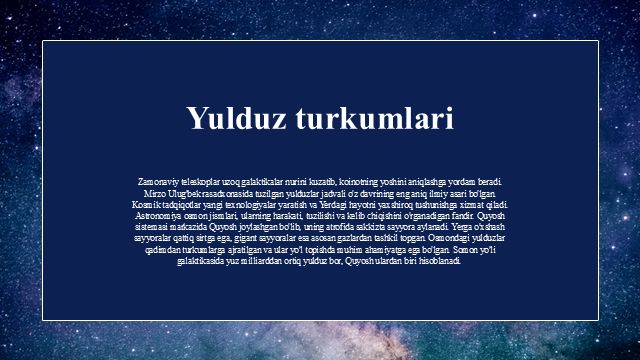 Yulduz turkumlari
Zamonaviy teleskoplar uzoq galaktikalar nurini kuzatib, koinotning yoshini aniqlashga yordam beradi.
Mirzo Ulug'bek rasadxonasida tuzilgan yulduzlar jadvali o'z davrining eng aniq ilmiy asari bo'lgan.
Kosmik tadqiqotlar yangi texnologiyalar yaratish va Yerdagi hayotni yaxshiroq tushunishga xizmat qiladi.
Astronomiya osmon jismlari, ularning harakati, tuzilishi va kelib chiqishini o'rganadigan fandir. Quyosh
sistemasi markazida Quyosh joylashgan bo'lib, uning atrofida sakkizta sayyora aylanadi. Yerga o'xshash
sayyoralar qattiq sirtga ega, gigant sayyoralar esa asosan gazlardan tashkil topgan. Osmondagi yulduzlar
qadimdan turkumlarga ajratilgan va ular yo'l topishda muhim ahamiyatga ega bo'lgan. Somon yo'li
galaktikasida yuz milliarddan ortiq yulduz bor, Quyosh ulardan biri hisoblanadi.